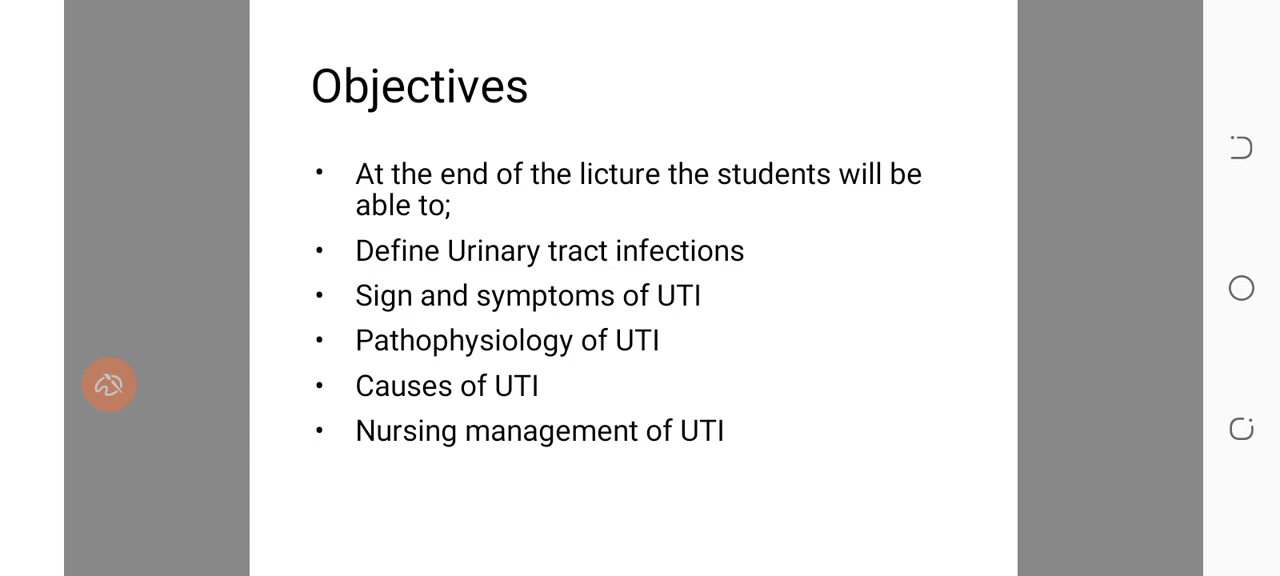 Objectives
• At the end of the licture the students will be
able to;
• Define Urinary tract infections
• Sign and symptoms of UTI
• Pathophysiology of UTI
• Causes of UTI
• Nursing management of UTI